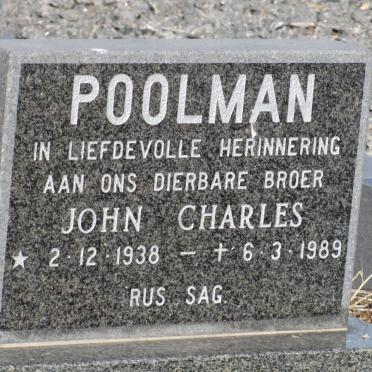 POOLMAN
IN LIEFDEVOLLE HERINNERING
AAN ONS DIERBARE BROER
JOHN CHARLES
★ 2·12·1938 – ✝ 6·3·1989
RUS SAG.